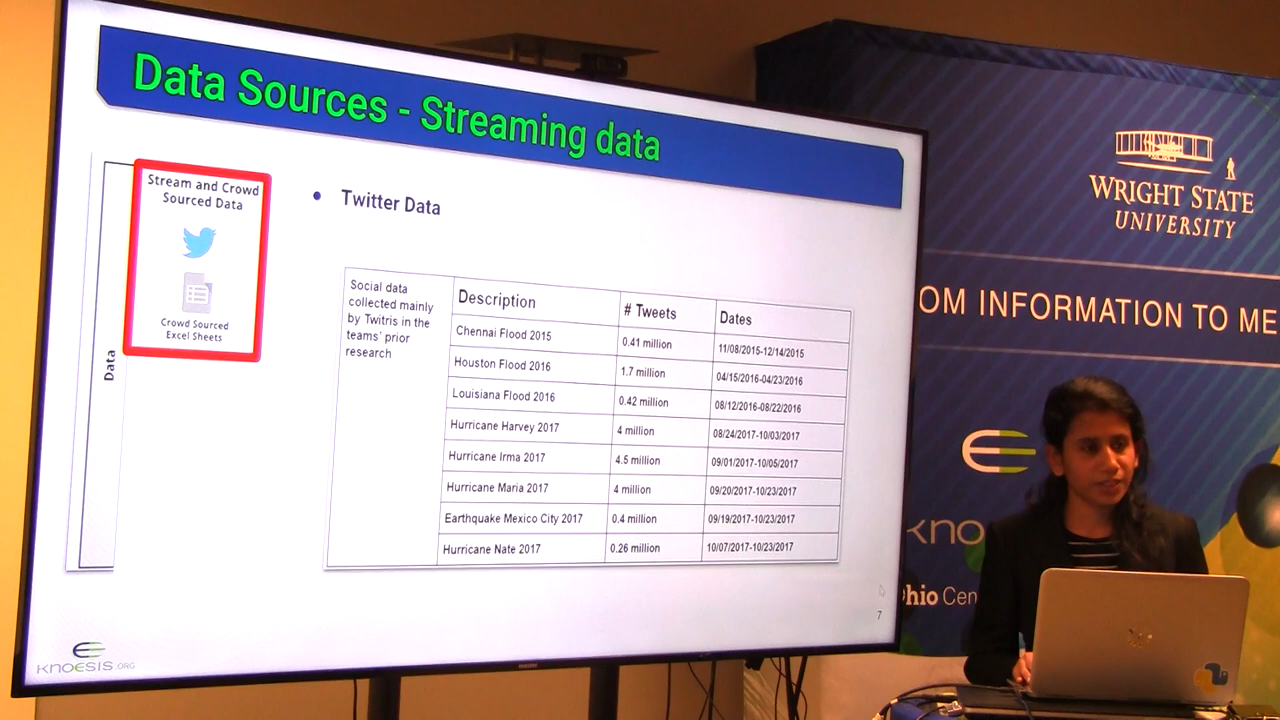 Data Sources - Streaming data
Stream and Crowd
Sourced Data
Crowd Sourced
Excel Sheets
Data
• Twitter Data
Social data
collected mainly
by Twitris in the
teams' prior
research
Description # Tweets Dates
Chennai Flood 2015 0.41 million 11/08/2015-12/14/2015
Houston Flood 2016 1.7 million 04/15/2016-04/23/2016
Louisiana Flood 2016 0.42 million 08/12/2016-08/22/2016
Hurricane Harvey 2017 4 million 08/24/2017-10/03/2017
Hurricane Irma 2017 4.5 million 09/01/2017-10/05/2017
Hurricane Maria 2017 4 million 09/20/2017-10/23/2017
Earthquake Mexico City 2017 0.4 million 09/19/2017-10/23/2017
Hurricane Nate 2017 0.26 million 10/07/2017-10/23/2017
7
KNOESIS.ORG
WRIGHT STATE
UNIVERSITY
OM INFORMATION TO ME
KNO
hio Cen